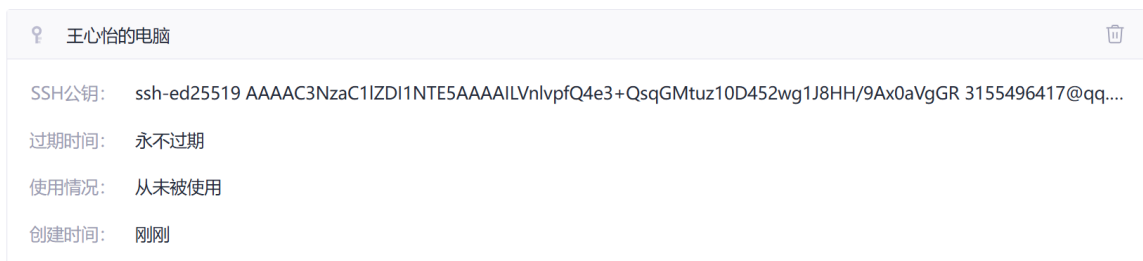 王心怡的电脑
SSH公钥: ssh-ed25519 AAAAC3NzaC1lZDI1NTE5AAAAILVnlvpfQ4e3+QsqGMtuz10D452wg1J8HH/9Ax0aVgGR 3155496417@qq....
过期时间: 永不过期
使用情况: 从未被使用
创建时间: 刚刚